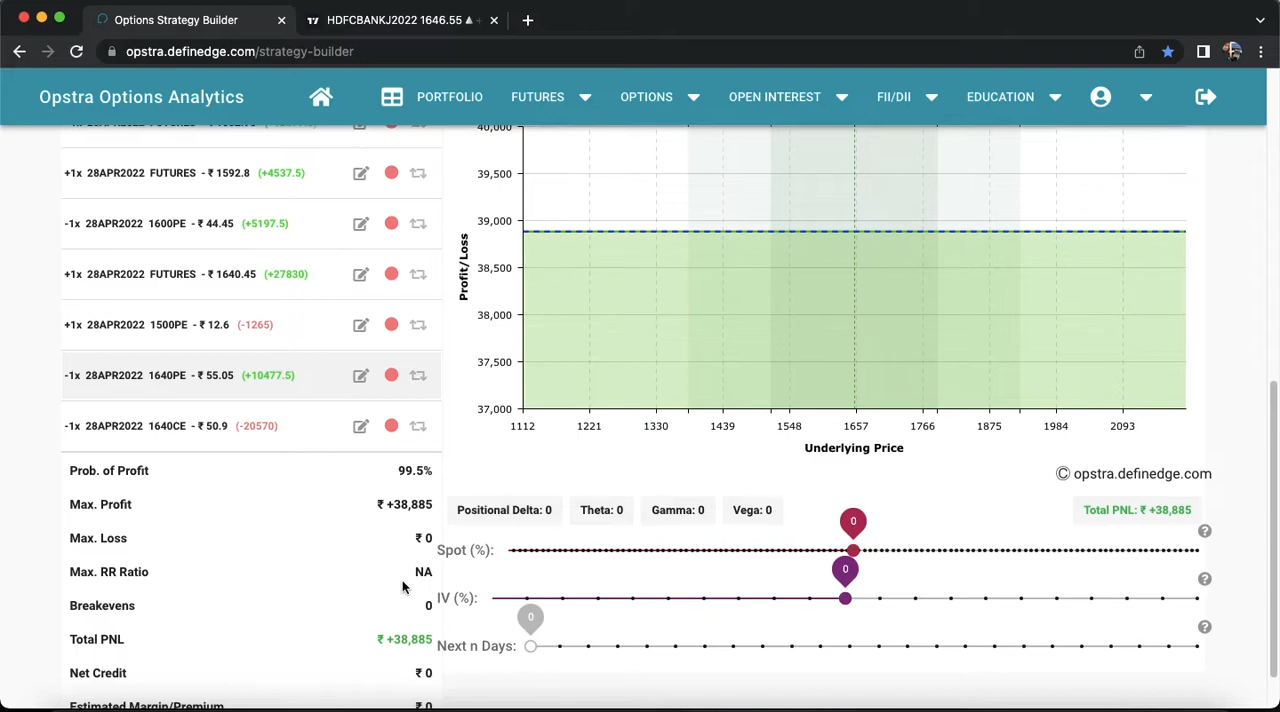 Options Strategy Builder
HDFCBANKJ2022 1646.55
opstra.definedge.com/strategy-builder
Opstra Options Analytics
PORTFOLIO
FUTURES
OPTIONS
OPEN INTEREST
FII/DII
EDUCATION
+1x 28APR2022 FUTURES - ₹ 1592.8 (+4537.5)
-1x 28APR2022 1600PE - ₹ 44.45 (+5197.5)
+1x 28APR2022 FUTURES - ₹ 1640.45 (+27830)
+1x 28APR2022 1500PE - ₹ 12.6 (-1265)
-1x 28APR2022 1640PE - ₹ 55.05 (+10477.5)
-1x 28APR2022 1640CE - ₹ 50.9 (-20570)
Prob. of Profit 99.5%
Max. Profit ₹ +38,885
Max. Loss ₹ 0
Max. RR Ratio NA
Breakevens 0
Total PNL ₹ +38,885
Net Credit ₹ 0
Estimated Margin/Premium ₹ 0
Profit/Loss
40,000
39,500
39,000
38,500
38,000
37,500
37,000
1112 1221 1330 1439 1548 1657 1766 1875 1984 2093
Underlying Price
© opstra.definedge.com
Positional Delta: 0 Theta: 0 Gamma: 0 Vega: 0 Total PNL: ₹ +38,885
0
?
Spot (%):
0
?
IV (%):
0
?
Next n Days: